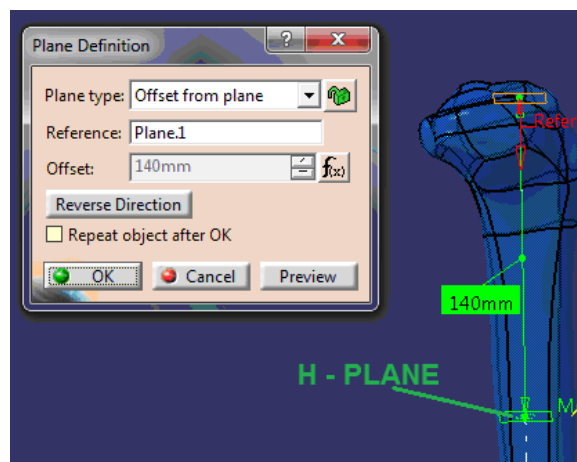 Plane Definition
Plane type: Offset from plane
Reference: Plane.1
Offset: 140mm
f(x)
Reverse Direction
Repeat object after OK
OK Cancel Preview
Refer
140mm
H - PLANE
M